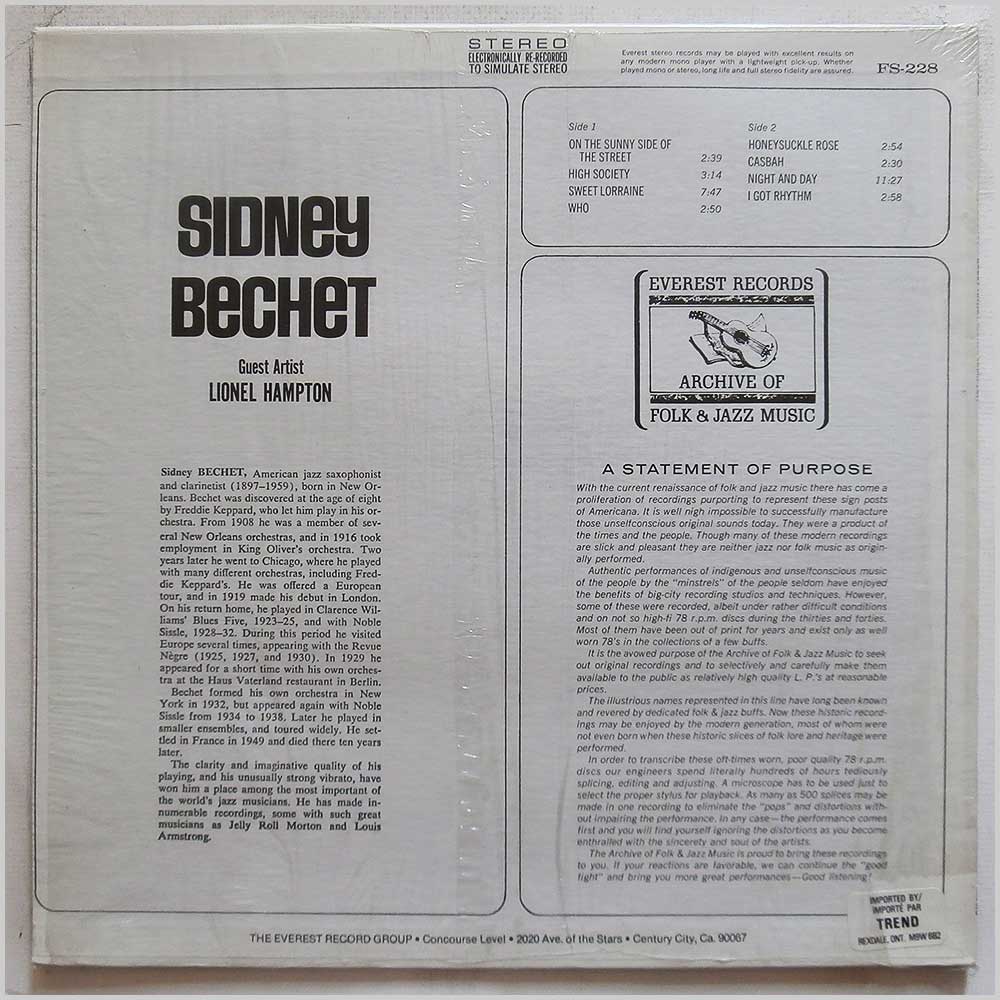 STEREO
ELECTRONICALLY RE-RECORDED
TO SIMULATE STEREO
Everest stereo records may be played with excellent results on
any modern mono player with a lightweight pick-up. Whether
played mono or stereo, long life and full stereo fidelity are assured.
FS-228
SIDNEY
BECHET
Guest Artist
LIONEL HAMPTON
Sidney BECHET, American jazz saxophonist
and clarinetist (1897–1959), born in New Or-
leans. Bechet was discovered at the age of eight
by Freddie Keppard, who let him play in his or-
chestra. From 1908 he was a member of sev-
eral New Orleans orchestras, and in 1916 took
employment in King Oliver's orchestra. Two
years later he went to Chicago, where he played
with many different orchestras, including Fred-
die Keppard's. He was offered a European
tour, and in 1919 made his debut in London.
On his return home, he played in Clarence Wil-
liams' Blues Five, 1923–25, and with Noble
Sissle, 1928–32. During this period he visited
Europe several times, appearing with the Revue
Nègre (1925, 1927, and 1930). In 1929 he
appeared for a short time with his own orches-
tra at the Haus Vaterland restaurant in Berlin.
Bechet formed his own orchestra in New
York in 1932, but appeared again with Noble
Sissle from 1934 to 1938. Later he played in
smaller ensembles, and toured widely. He set-
tled in France in 1949 and died there ten years
later.
The clarity and imaginative quality of his
playing, and his unusually strong vibrato, have
won him a place among the most important of
the world's jazz musicians. He has made in-
numerable recordings, some with such great
musicians as Jelly Roll Morton and Louis
Armstrong.
Side 1
ON THE SUNNY SIDE OF
THE STREET 2:39
HIGH SOCIETY 3:14
SWEET LORRAINE 7:47
WHO 2:50
Side 2
HONEYSUCKLE ROSE 2:54
CASBAH 2:30
NIGHT AND DAY 11:27
I GOT RHYTHM 2:58
EVEREST RECORDS
ARCHIVE OF
FOLK & JAZZ MUSIC
A STATEMENT OF PURPOSE
With the current renaissance of folk and jazz music there has come a
proliferation of recordings purporting to represent these sign posts
of Americana. It is well nigh impossible to successfully manufacture
those unselfconscious original sounds today. They were a product of
the times and the people. Though many of these modern recordings
are slick and pleasant they are neither jazz nor folk music as origin-
ally performed.
Authentic performances of indigenous and unselfconscious music
of the people by the "minstrels" of the people seldom have enjoyed
the benefits of big-city recording studios and techniques. However,
some of these were recorded, albeit under rather difficult conditions
and on not so high-fi 78 r.p.m. discs during the thirties and forties.
Most of them have been out of print for years and exist only as well
worn 78's in the collections of a few buffs.
It is the avowed purpose of the Archive of Folk & Jazz Music to seek
out original recordings and to selectively and carefully make them
available to the public as relatively high quality L. P.'s at reasonable
prices.
The illustrious names represented in this line have long been known
and revered by dedicated folk & jazz buffs. Now these historic record-
ings may be enjoyed by the modern generation, most of whom were
not even born when these historic slices of folk lore and heritage were
performed.
In order to transcribe these oft-times worn, poor quality 78 r.p.m.
discs our engineers spend literally hundreds of hours tediously
splicing, editing and adjusting. A microscope has to be used just to
select the proper stylus for playback. As many as 500 splices may be
made in one recording to eliminate the "pops" and distortions with-
out impairing the performance. In any case—the performance comes
first and you will find yourself ignoring the distortions as you become
enthralled with the sincerety and soul of the artists.
The Archive of Folk & Jazz Music is proud to bring these recordings
to you. If your reactions are favorable, we can continue the "good
fight" and bring you more great performances—Good listening!
IMPORTED BY/
IMPORTÉ PAR
TREND
REXDALE, ONT. M9W 6B2
THE EVEREST RECORD GROUP • Concourse Level • 2020 Ave. of the Stars • Century City, Ca. 90067